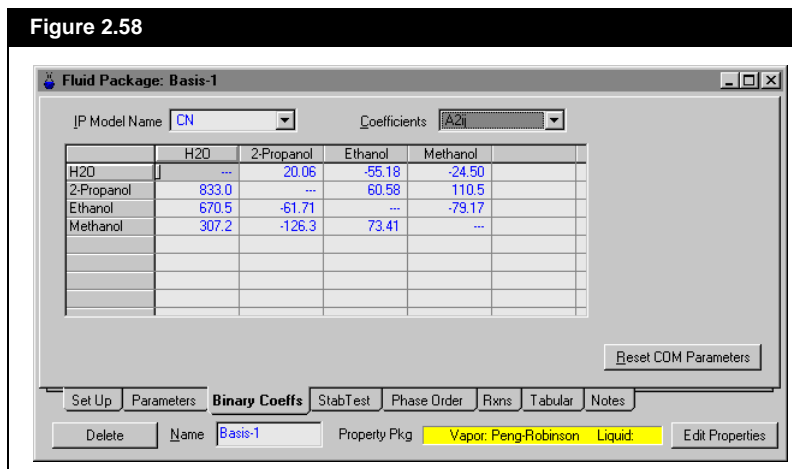 Figure 2.58
Fluid Package: Basis-1
IP Model Name CN Coefficients A2ij
H2O 2-Propanol Ethanol Methanol
H2O --- 20.06 -55.18 -24.50
2-Propanol 833.0 --- 60.58 110.5
Ethanol 670.5 -61.71 --- -79.17
Methanol 307.2 -126.3 73.41 ---
Reset COM Parameters
Set Up Parameters Binary Coeffs StabTest Phase Order Rxns Tabular Notes
Delete Name Basis-1 Property Pkg Vapor: Peng-Robinson Liquid: Edit Properties